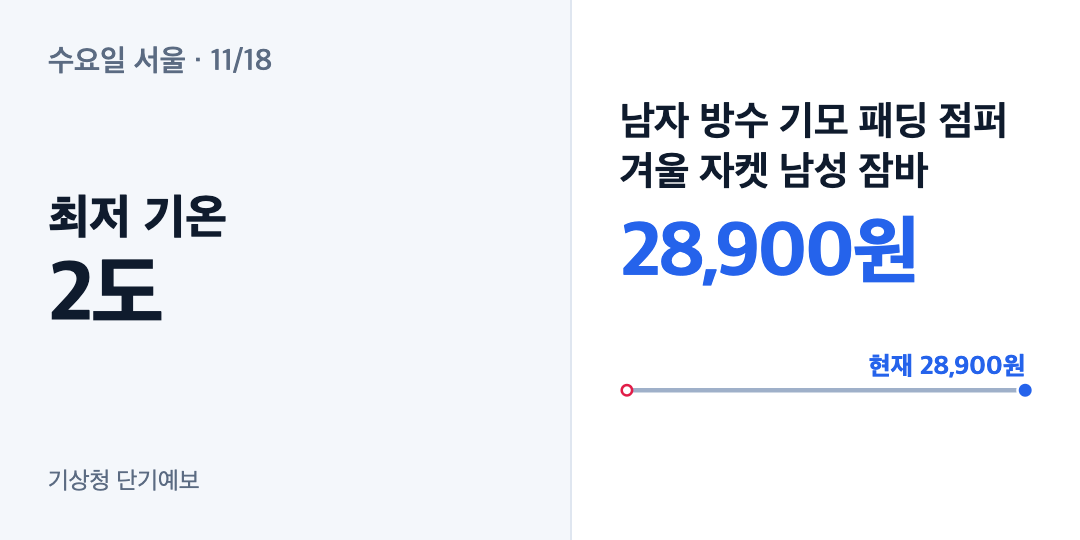 수요일 서울 · 11/18
최저 기온
2도
기상청 단기예보
남자 방수 기모 패딩 점퍼
겨울 자켓 남성 잠바
28,900원
현재 28,900원